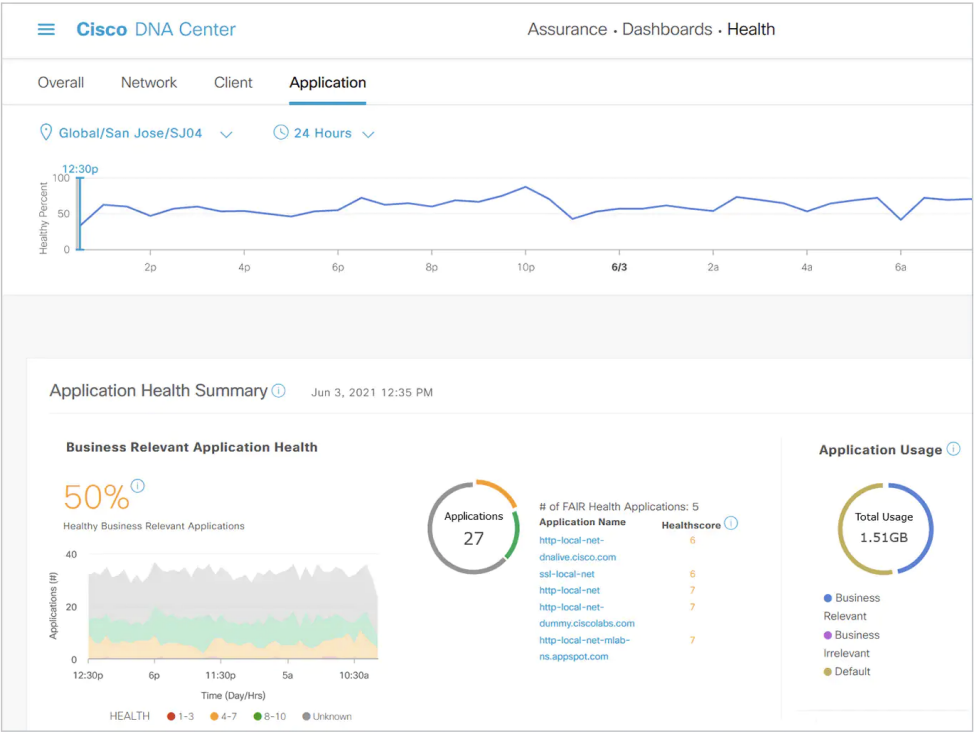 Cisco DNA Center
Assurance · Dashboards · Health
Overall
Network
Client
Application
Global/San Jose/SJ04
24 Hours
12:30p
Healthy Percent
100
50
0
2p
4p
6p
8p
10p
6/3
2a
4a
6a
Application Health Summary
Jun 3, 2021 12:35 PM
Business Relevant Application Health
50%
Healthy Business Relevant Applications
Applications (#)
40
20
0
12:30p
6p
11:30p
5a
10:30a
Time (Day/Hrs)
HEALTH
1-3
4-7
8-10
Unknown
Applications
27
# of FAIR Health Applications: 5
Application Name
Healthscore
http-local-net-
6
dnalive.cisco.com
ssl-local-net
6
http-local-net
7
http-local-net-
7
dummy.ciscolabs.com
http-local-net-mlab-
7
ns.appspot.com
Application Usage
Total Usage
1.51GB
Business
Relevant
Business
Irrelevant
Default